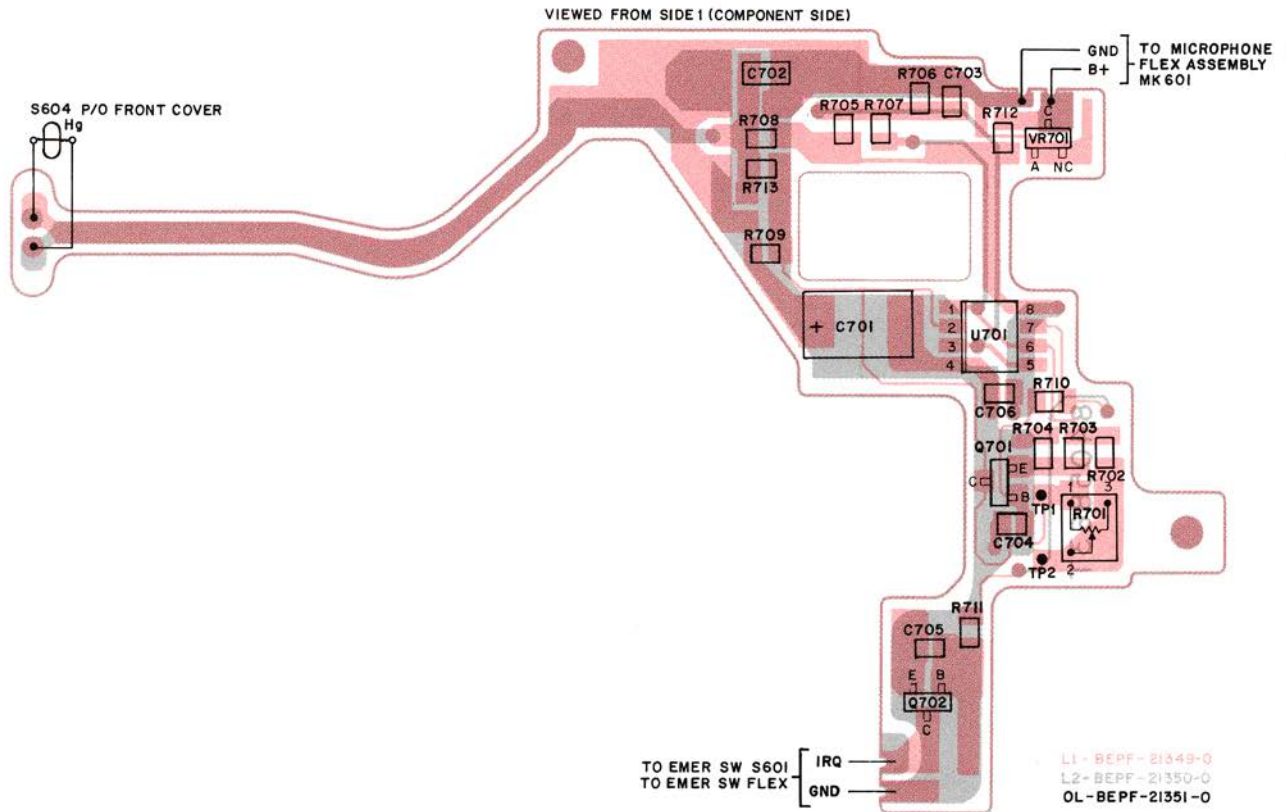 VIEWED FROM SIDE 1 (COMPONENT SIDE)
GND
B+
TO MICROPHONE
FLEX ASSEMBLY
MK601
S604 P/O FRONT COVER
Hg
C702
R706
C703
R705
R707
R712
C
VR701
A
NC
R708
R713
R709
+
C701
1
2
3
4
U701
8
7
6
5
R710
C706
R704
R703
R702
Q701
C
E
B
TP1
1
3
R701
2
C704
TP2
R711
C705
E
B
Q702
C
TO EMER SW S601
TO EMER SW FLEX
IRQ
GND
L1-BEPF-21349-O
L2-BEPF-21350-O
OL-BEPF-21351-O